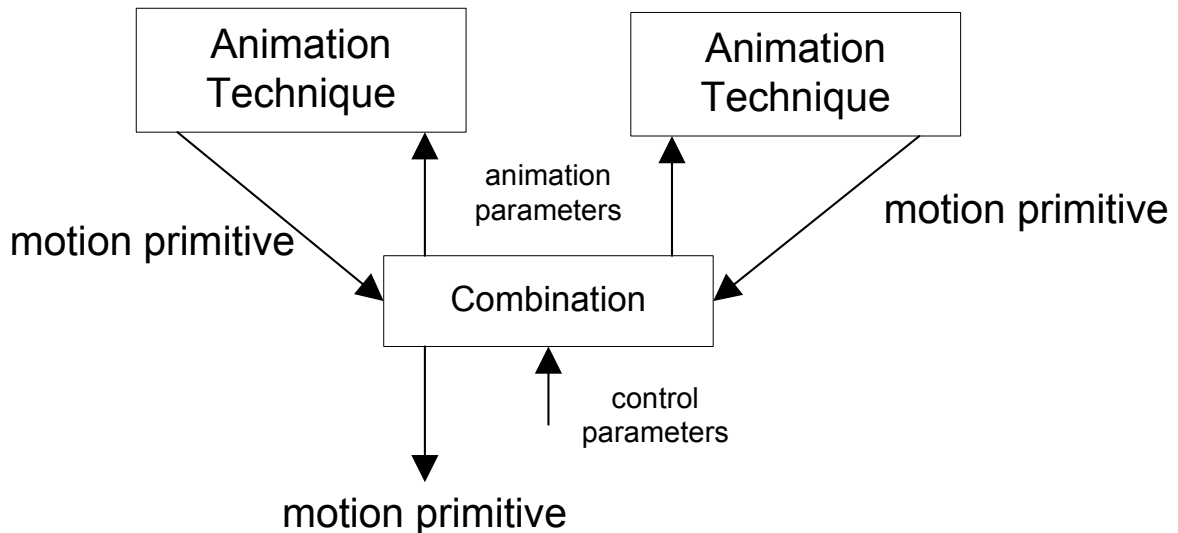 Animation
Technique
Animation
Technique
animation
parameters
motion primitive
motion primitive
Combination
control
parameters
motion primitive